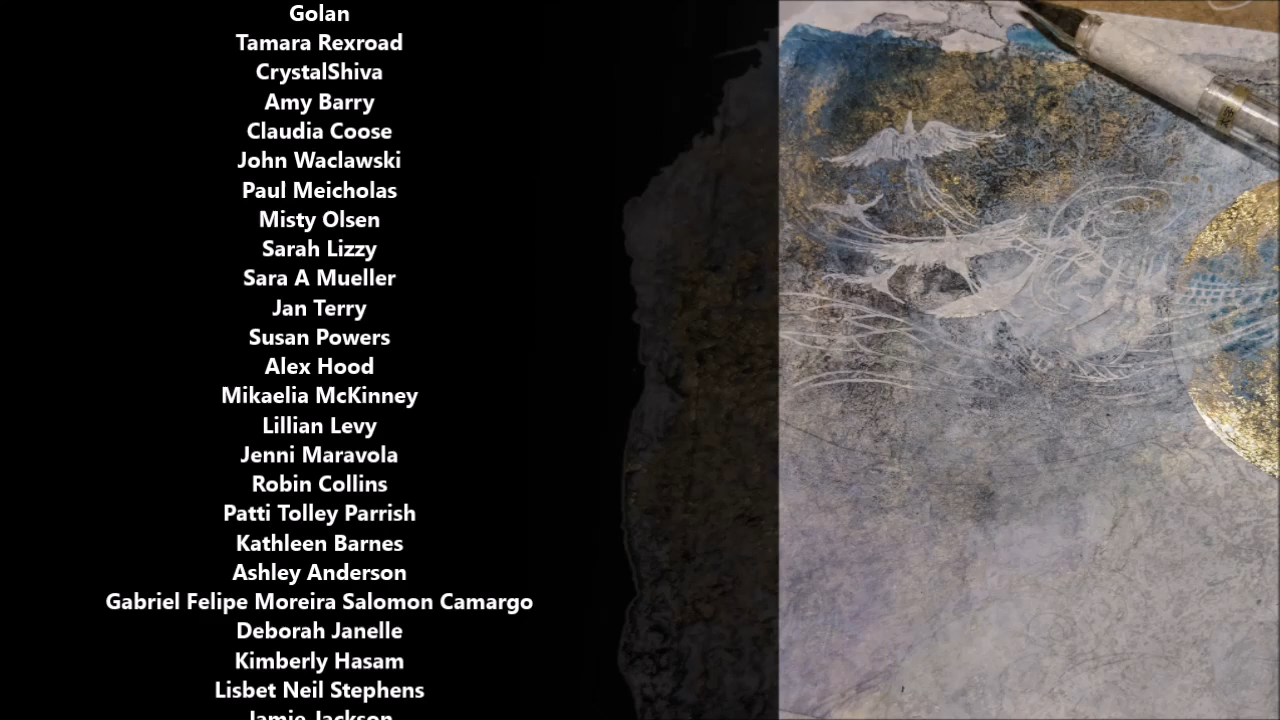 Golan
Tamara Rexroad
CrystalShiva
Amy Barry
Claudia Coose
John Waclawski
Paul Meicholas
Misty Olsen
Sarah Lizzy
Sara A Mueller
Jan Terry
Susan Powers
Alex Hood
Mikaelia McKinney
Lillian Levy
Jenni Maravola
Robin Collins
Patti Tolley Parrish
Kathleen Barnes
Ashley Anderson
Gabriel Felipe Moreira Salomon Camargo
Deborah Janelle
Kimberly Hasam
Lisbet Neil Stephens
Jamie Jackson